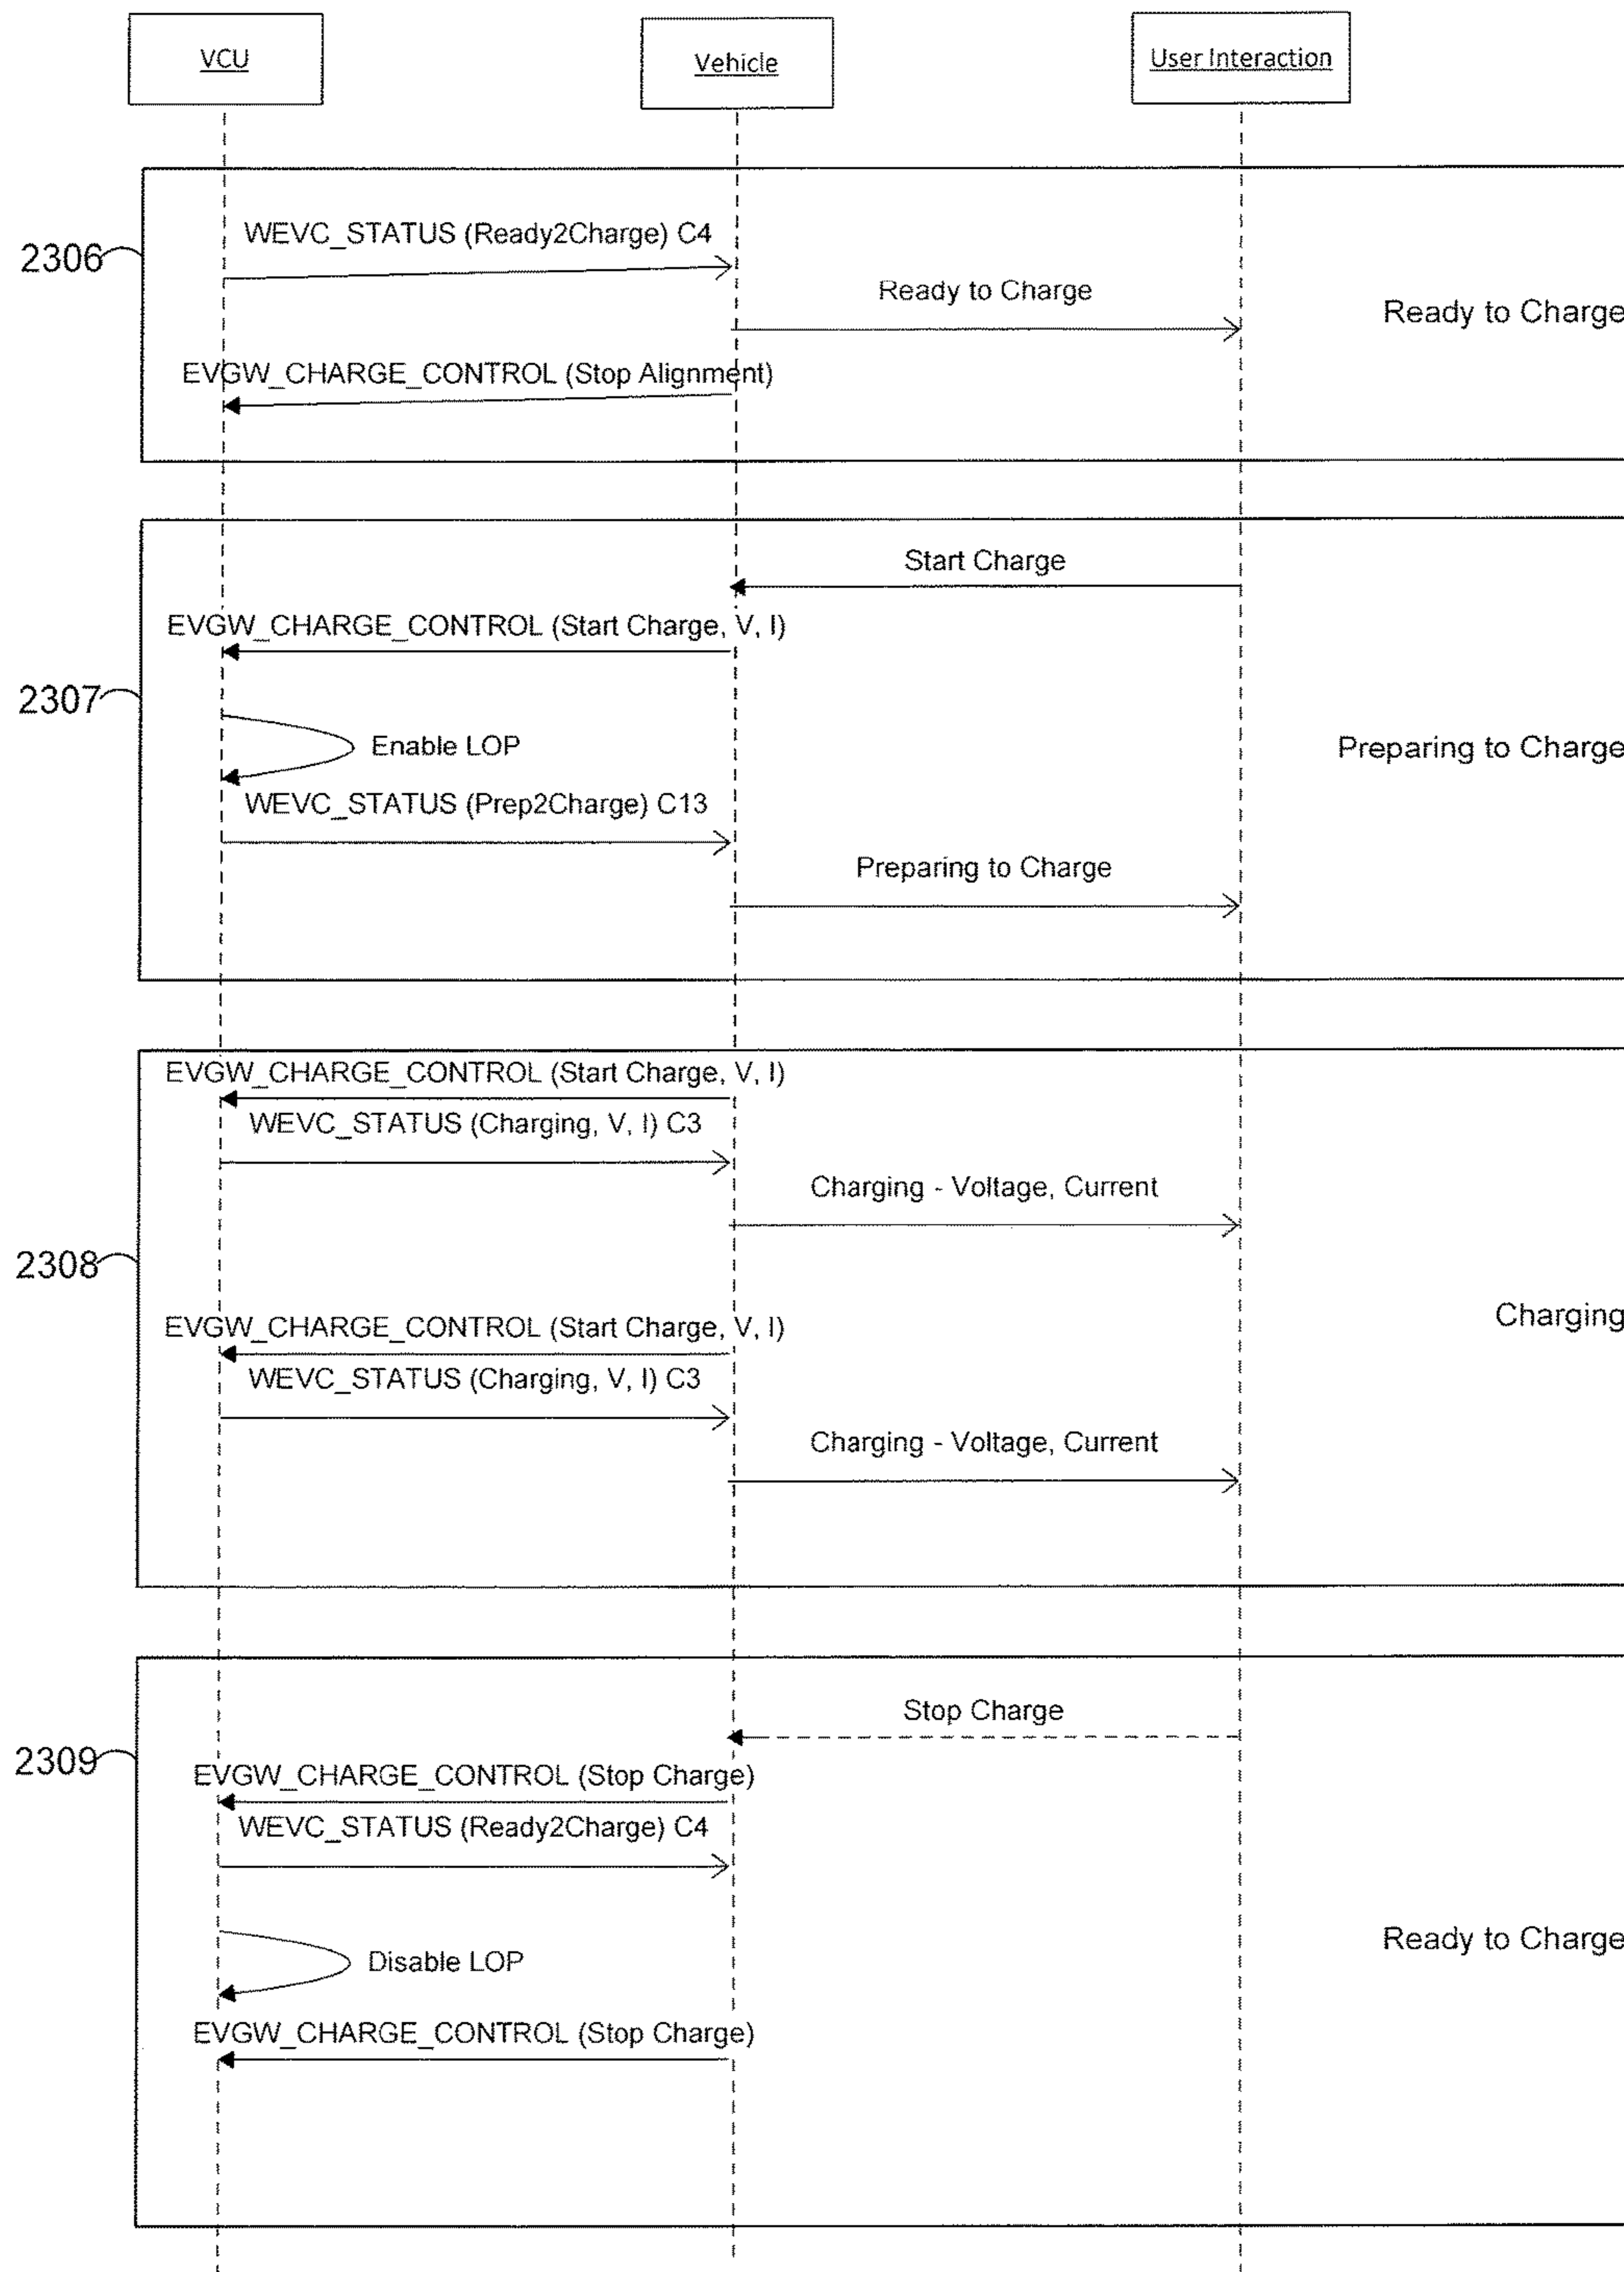 VCU
Vehicle
User Interaction
WEVC_STATUS (Ready2Charge) C4
2306
Ready to Charge
Ready to Charge
EVGW_CHARGE_CONTROL (Stop Alignment)
Start Charge
EVGW_CHARGE_CONTROL (Start Charge, V, I)
2307
Enable LOP
Preparing to Charge
WEVC_STATUS (Prep2Charge) C13
Preparing to Charge
EVGW_CHARGE_CONTROL (Start Charge, V, I)
WEVC_STATUS (Charging, V, I) C3
Charging - Voltage, Current
2308
Charging
EVGW_CHARGE_CONTROL (Start Charge, V, I)
WEVC_STATUS (Charging, V, I) C3
Charging - Voltage, Current
Stop Charge
2309
EVGW_CHARGE_CONTROL (Stop Charge)
WEVC_STATUS (Ready2Charge) C4
Ready to Charge
Disable LOP
EVGW_CHARGE_CONTROL (Stop Charge)